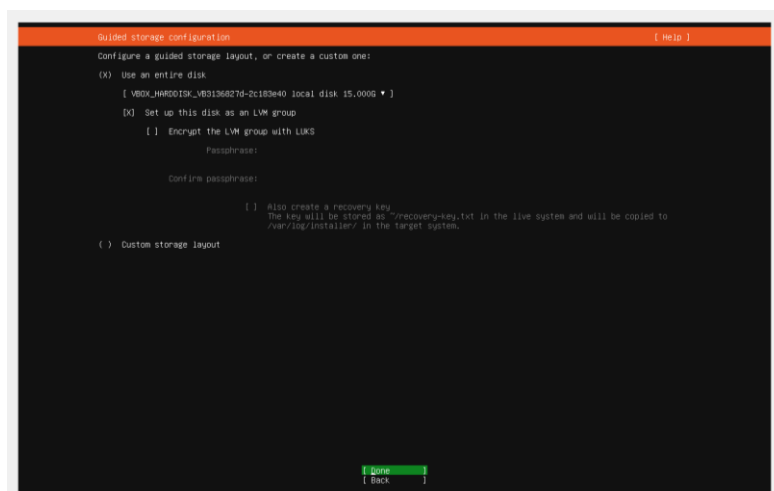 Guided storage configuration [ Help ]
Configure a guided storage layout, or create a custom one:
(X) Use an entire disk
[ VBOX_HARDDISK_VB3136827d-2c183e40 local disk 15.000G ▾ ]
[X] Set up this disk as an LVM group
[ ] Encrypt the LVM group with LUKS
Passphrase:
Confirm passphrase:
[ ] Also create a recovery key
The key will be stored as ~/recovery-key.txt in the live system and will be copied to
/var/log/installer/ in the target system.
( ) Custom storage layout
[ Done ]
[ Back ]